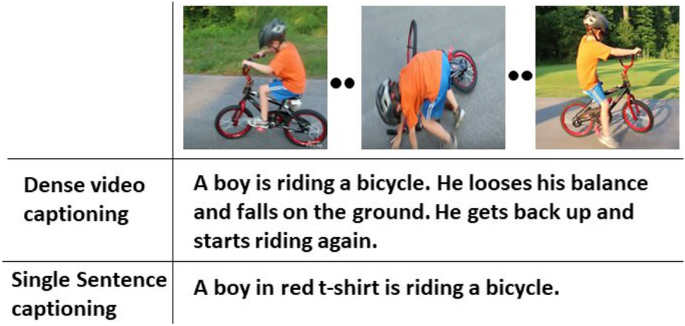 Dense video
captioning
A boy is riding a bicycle. He looses his balance
and falls on the ground. He gets back up and
starts riding again.
Single Sentence
captioning
A boy in red t-shirt is riding a bicycle.